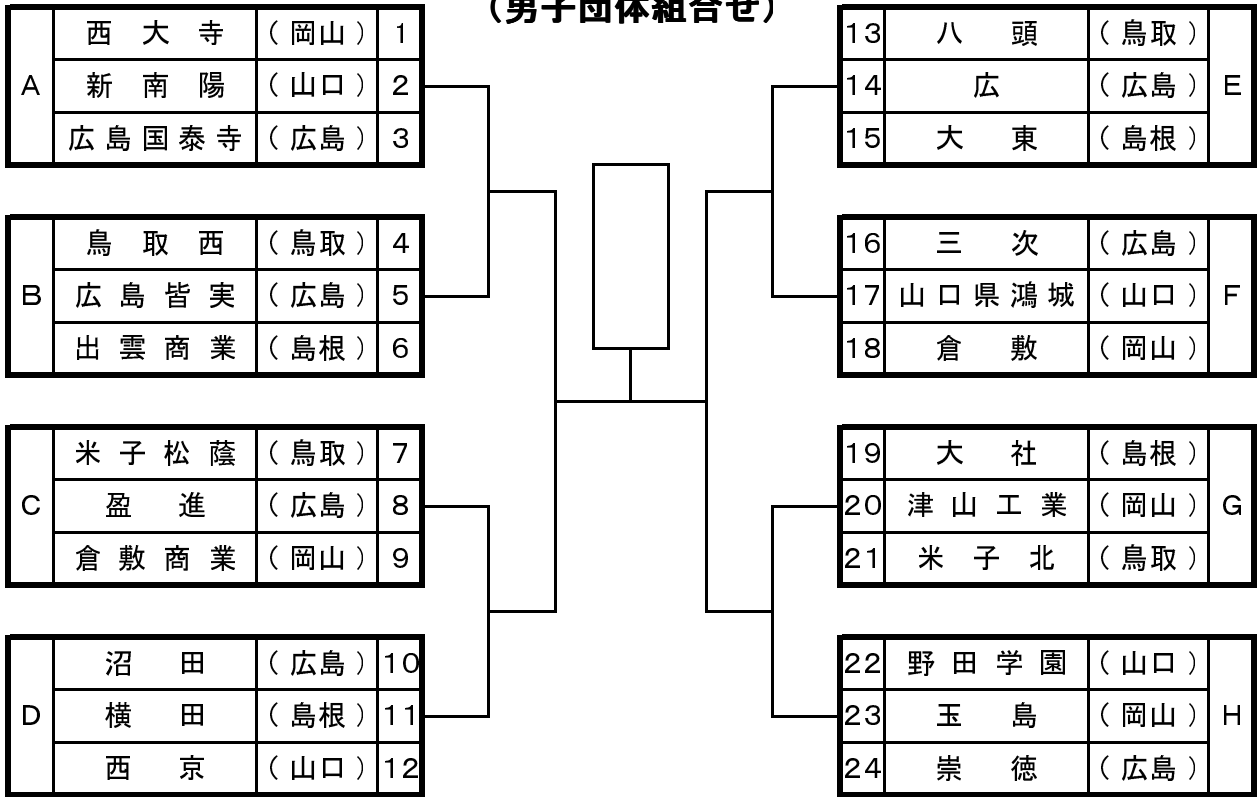 (男子団体組合せ)
A
西大寺 (岡山) 1
新南陽 (山口) 2
広島国泰寺 (広島) 3
B
鳥取西 (鳥取) 4
広島皆実 (広島) 5
出雲商業 (島根) 6
C
米子松蔭 (鳥取) 7
盈進 (広島) 8
倉敷商業 (岡山) 9
D
沼田 (広島) 10
横田 (島根) 11
西京 (山口) 12
13 八頭 (鳥取)
14 広 (広島)
15 大東 (島根)
E
16 三次 (広島)
17 山口県鴻城 (山口)
18 倉敷 (岡山)
F
19 大社 (島根)
20 津山工業 (岡山)
21 米子北 (鳥取)
G
22 野田学園 (山口)
23 玉島 (岡山)
24 崇徳 (広島)
H